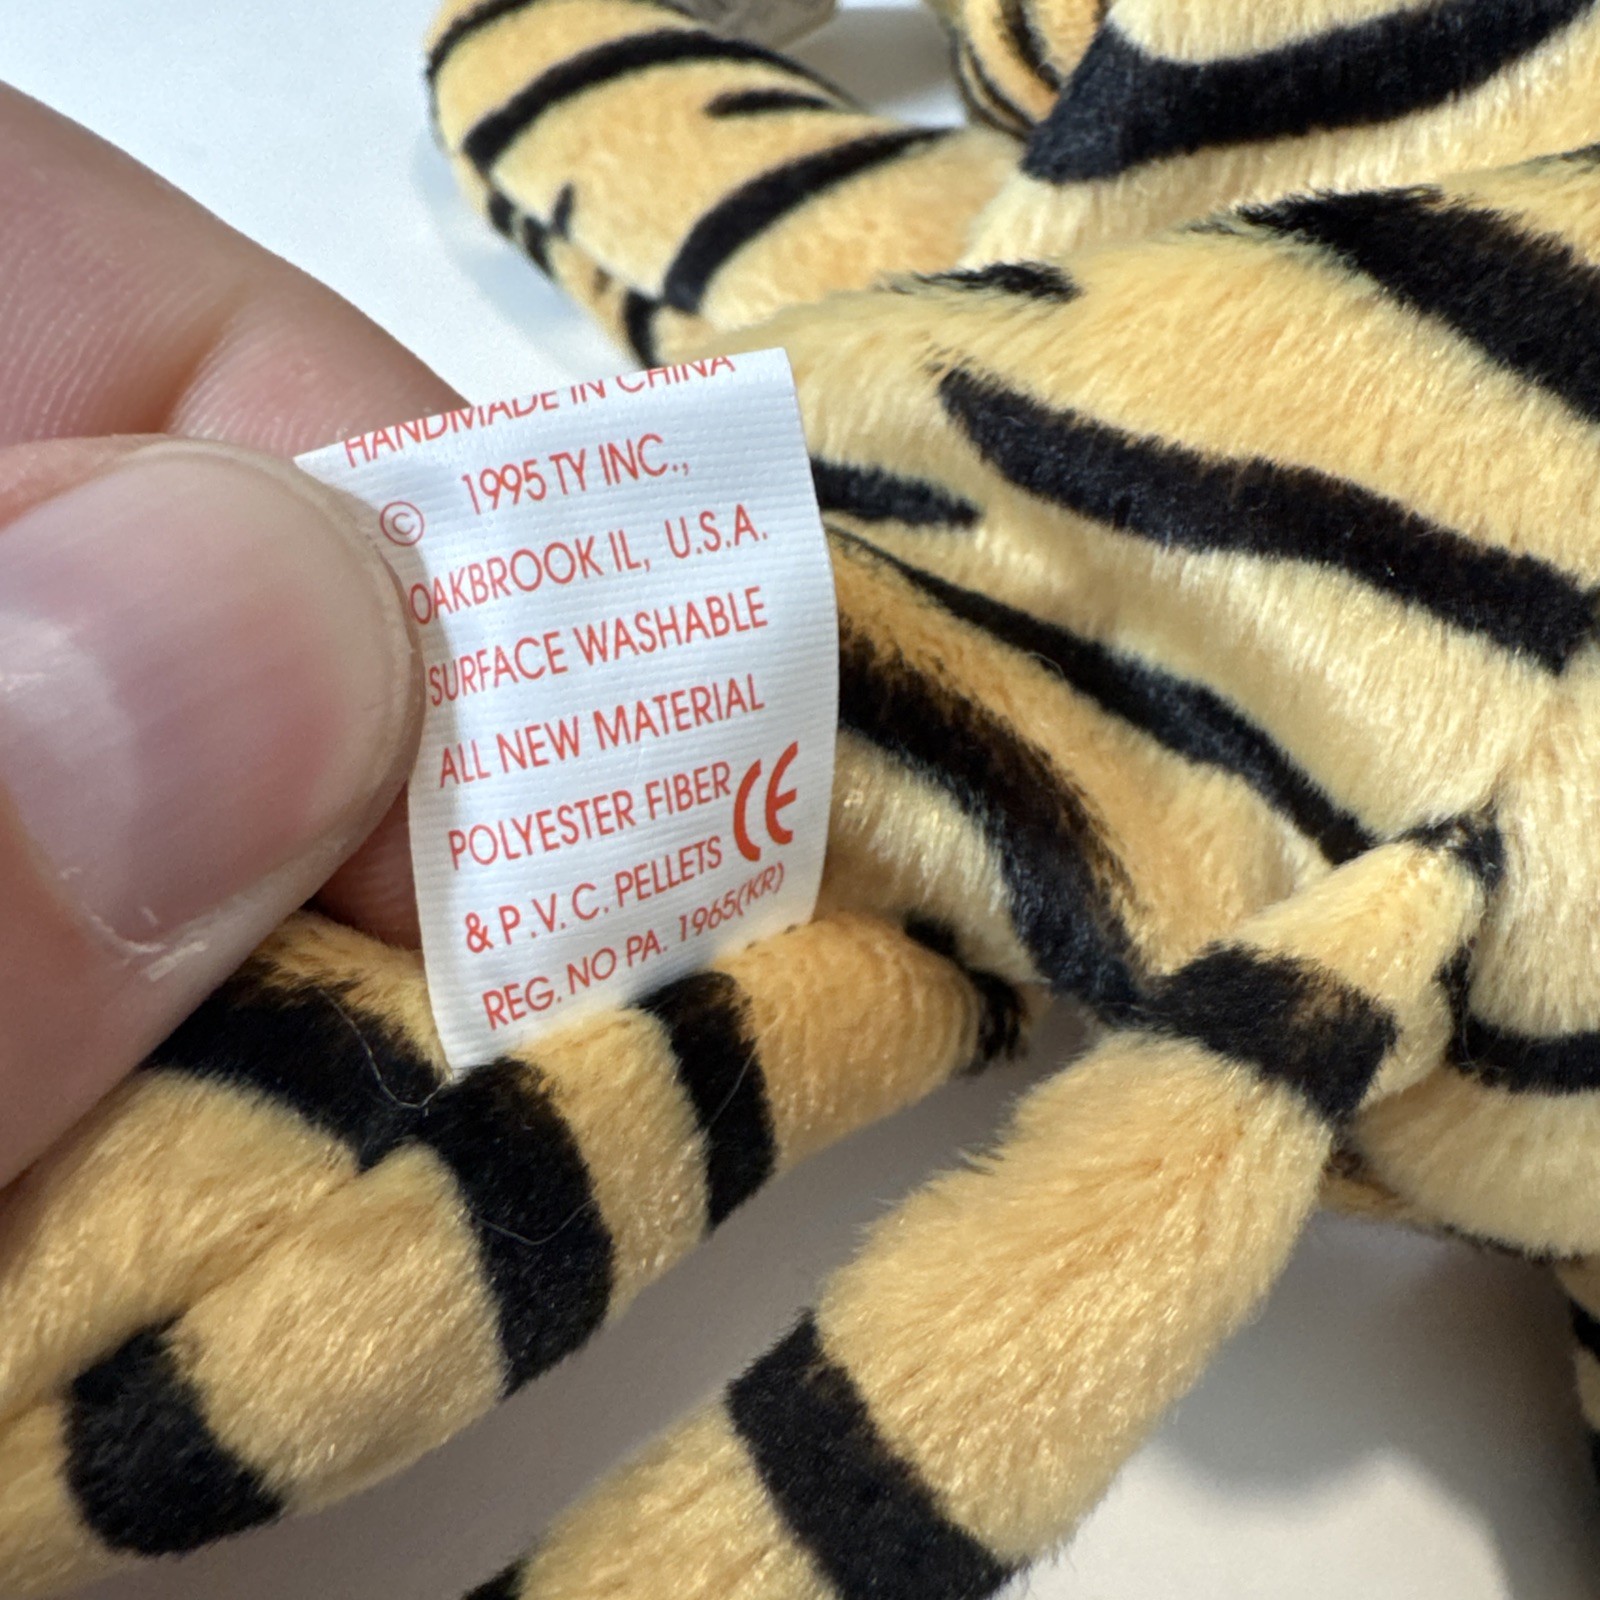 HANDMADE IN CHINA
© 1995 TY INC.,
OAKBROOK IL, U.S.A.
SURFACE WASHABLE
ALL NEW MATERIAL
POLYESTER FIBER
& P.V.C. PELLETS CE
REG. NO PA. 1965(KR)